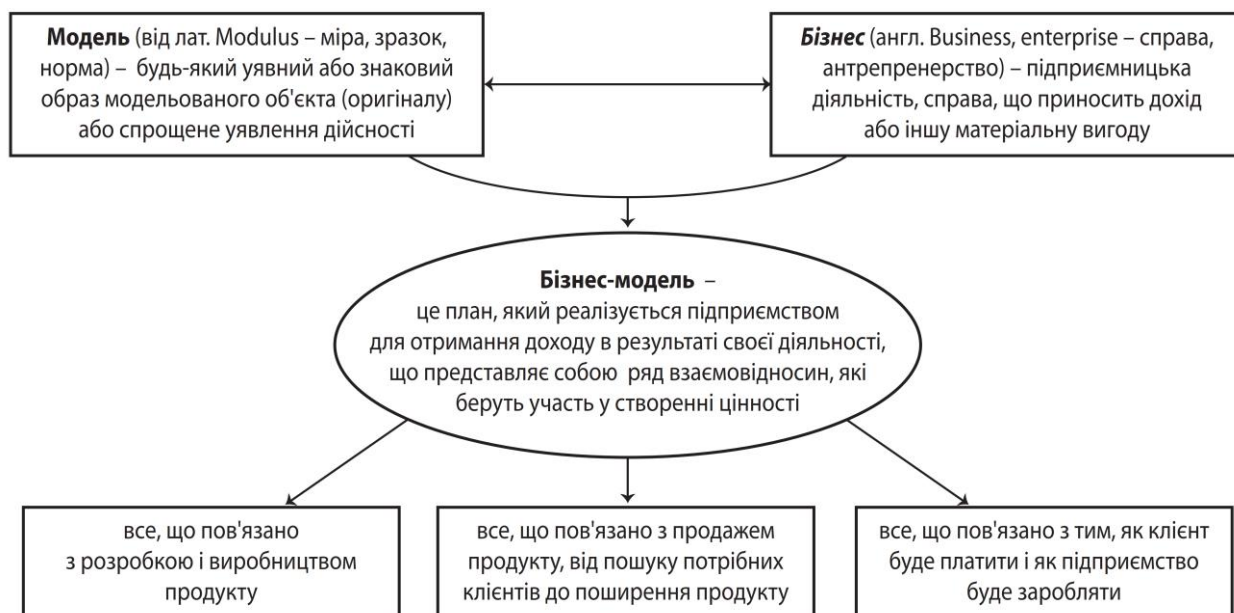 Модель (від лат. Modulus – міра, зразок,
норма) – будь-який уявний або знаковий
образ модельованого об'єкта (оригіналу)
або спрощене уявлення дійсності
Бізнес (англ. Business, enterprise – справа,
антрепренерство) – підприємницька
діяльність, справа, що приносить дохід
або іншу матеріальну вигоду
Бізнес-модель –
це план, який реалізується підприємством
для отримання доходу в результаті своєї діяльності,
що представляє собою ряд взаємовідносин, які
беруть участь у створенні цінності
все, що пов'язано
з розробкою і виробництвом
продукту
все, що пов'язано з продажем
продукту, від пошуку потрібних
клієнтів до поширення продукту
все, що пов'язано з тим, як клієнт
буде платити і як підприємство
буде заробляти